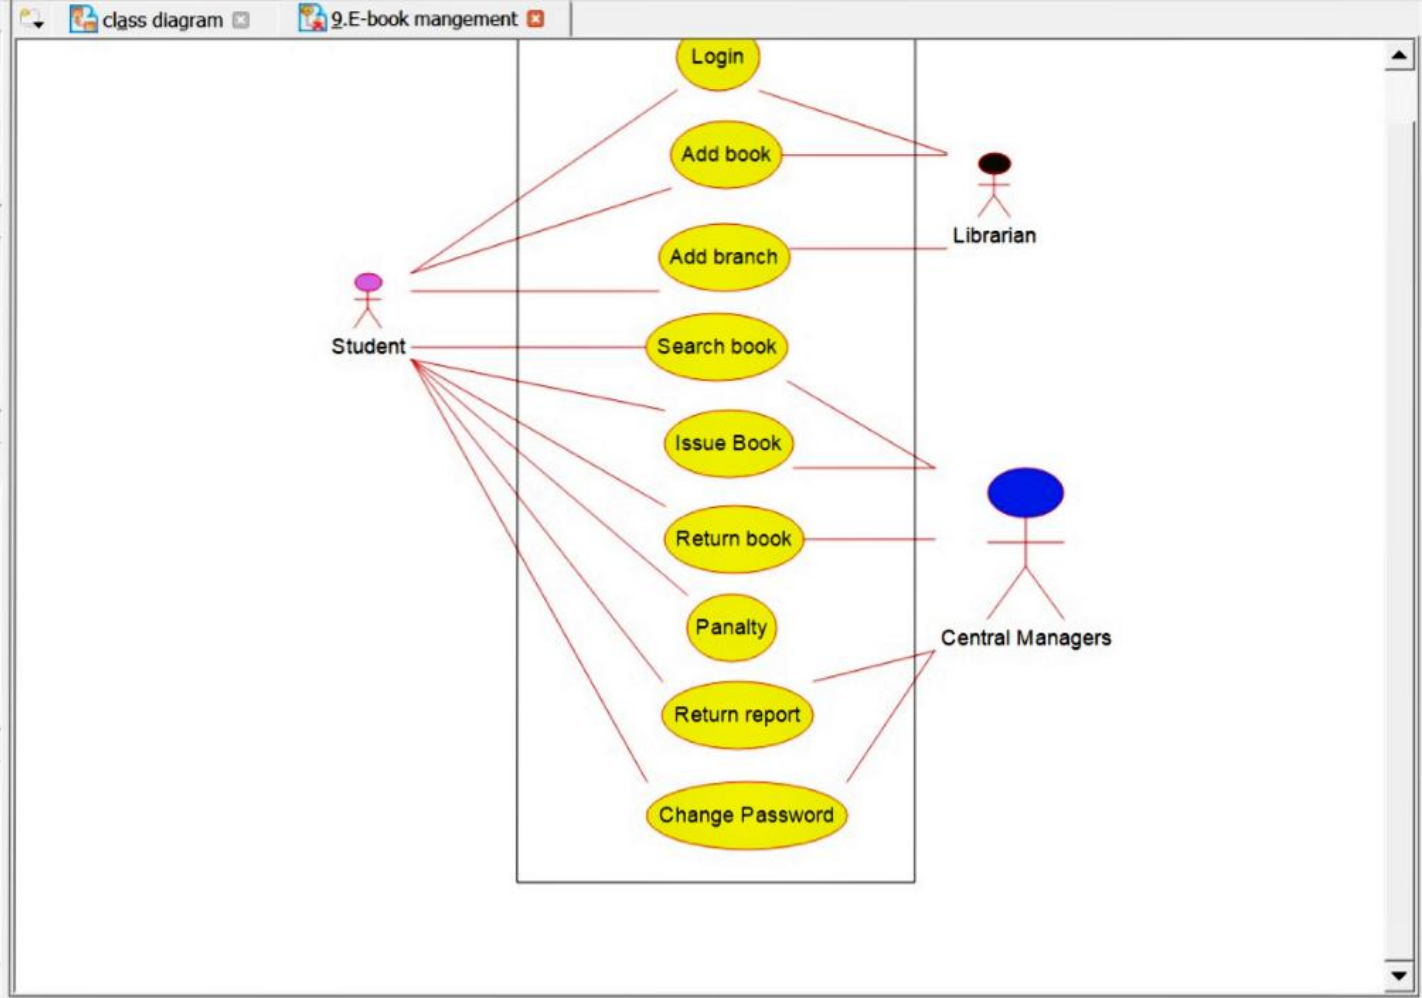 class diagram
9.E-book mangement
Login
Add book
Librarian
Add branch
Student
Search book
Issue Book
Return book
Panalty
Central Managers
Return report
Change Password